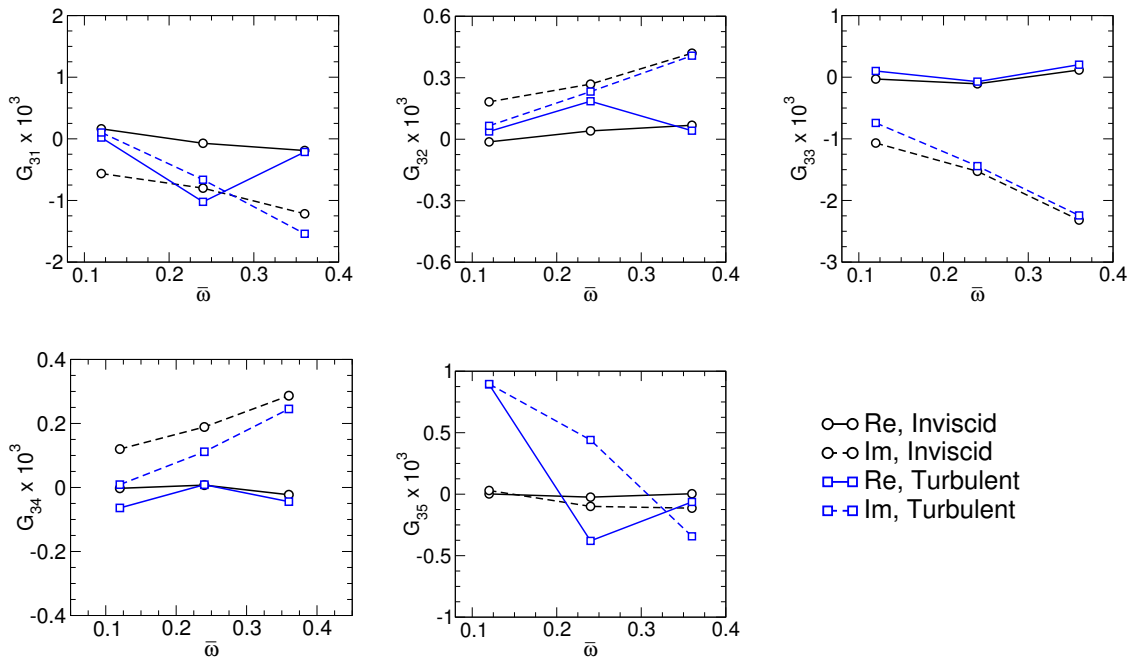 2
1
0
-1
-2
G31 x 10^3
0.1 0.2 0.3 0.4
ω̅
0.6
0.3
0
-0.3
-0.6
G32 x 10^3
0.1 0.2 0.3 0.4
ω̅
1
0
-1
-2
-3
G33 x 10^3
0.1 0.2 0.3 0.4
ω̅
0.4
0.2
0
-0.2
-0.4
G34 x 10^3
0.1 0.2 0.3 0.4
ω̅
1
0.5
0
-0.5
-1
G35 x 10^3
0.1 0.2 0.3 0.4
ω̅
Re, Inviscid
Im, Inviscid
Re, Turbulent
Im, Turbulent